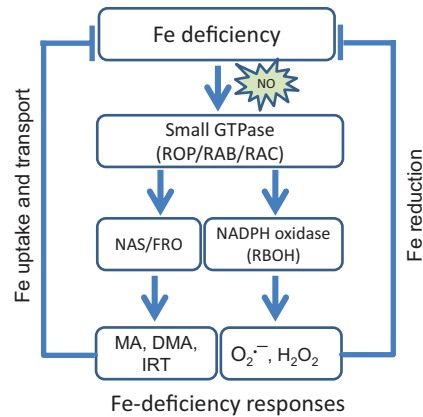 Fe deficiency
NO
Small GTPase
(ROP/RAB/RAC)
Fe uptake and transport
Fe reduction
NAS/FRO
NADPH oxidase
(RBOH)
MA, DMA,
IRT
O₂·⁻, H₂O₂
Fe-deficiency responses